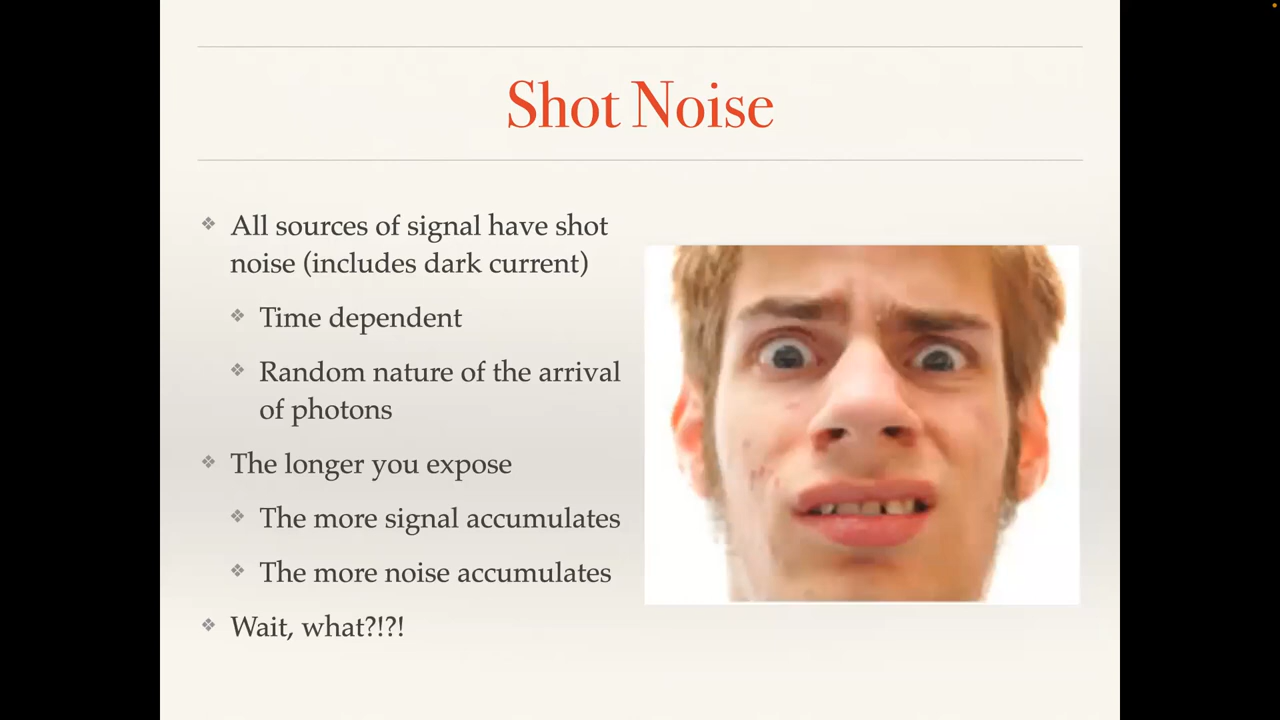 Shot Noise
❖ All sources of signal have shot
noise (includes dark current)
❖ Time dependent
❖ Random nature of the arrival
of photons
❖ The longer you expose
❖ The more signal accumulates
❖ The more noise accumulates
❖ Wait, what?!?!